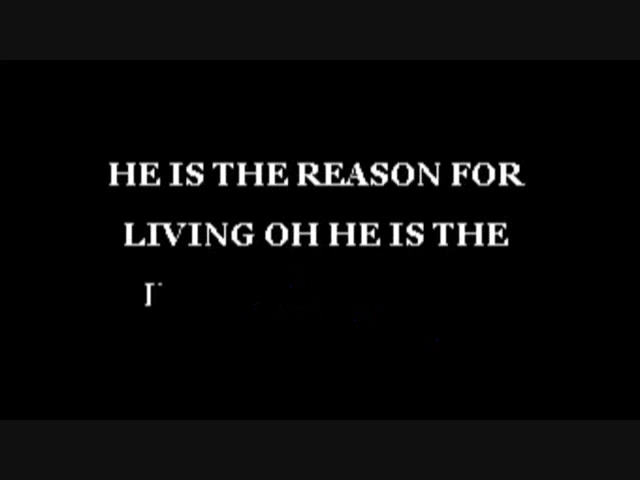 HE IS THE REASON FOR
LIVING OH HE IS THE